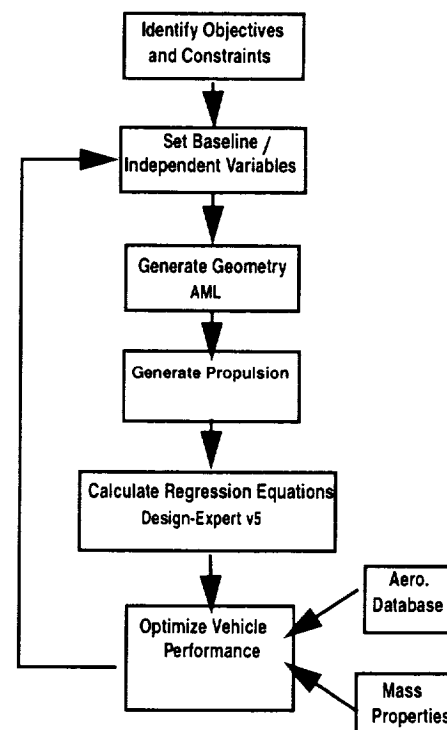 Identify Objectives
and Constraints
Set Baseline /
Independent Variables
Generate Geometry
AML
Generate Propulsion
Calculate Regression Equations
Design-Expert v5
Optimize Vehicle
Performance
Aero.
Database
Mass
Properties